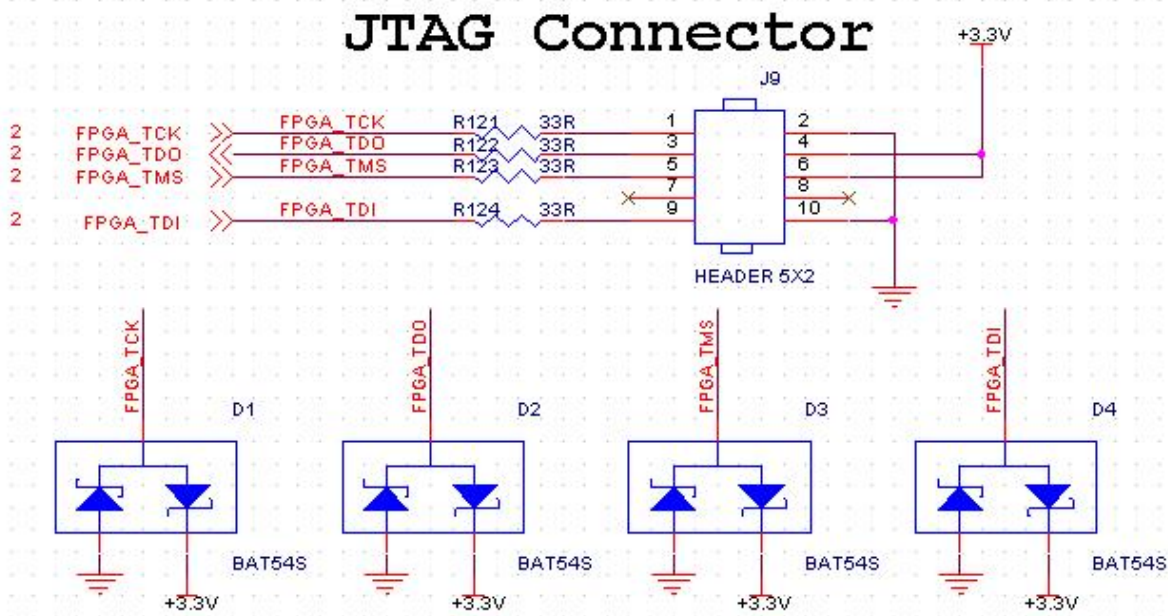 JTAG Connector
+3.3V
J9
2 FPGA_TCK FPGA_TCK R121 33R 1 2
2 FPGA_TDO FPGA_TDO R122 33R 3 4
2 FPGA_TMS FPGA_TMS R123 33R 5 6
7 8
2 FPGA_TDI FPGA_TDI R124 33R 9 10
HEADER 5X2
FPGA_TCK FPGA_TDO FPGA_TMS FPGA_TDI
D1 D2 D3 D4
BAT54S BAT54S BAT54S BAT54S
+3.3V +3.3V +3.3V +3.3V